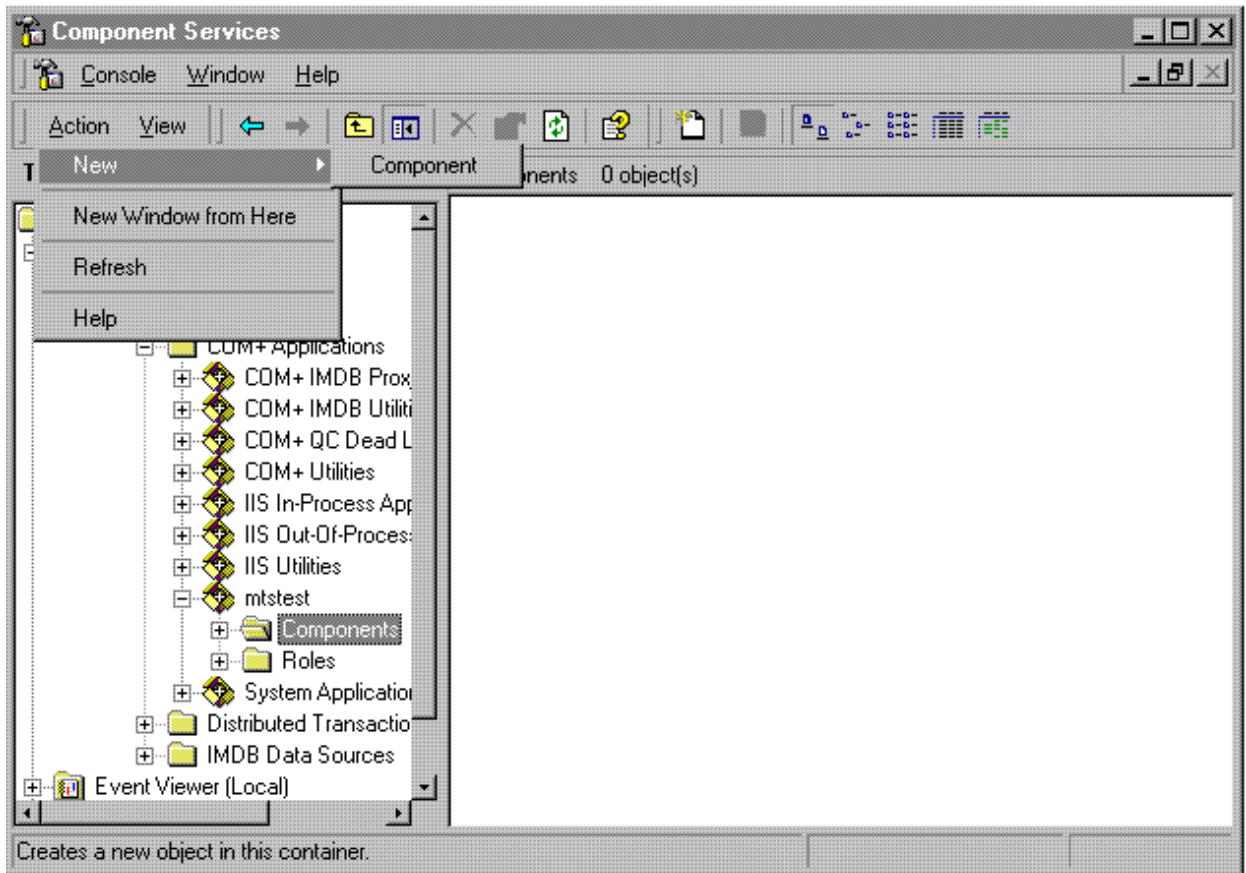 Component Services
Console Window Help
Action View
New
Component
0 object(s)
New Window from Here
Refresh
Help
COM+ Applications
COM+ IMDB Prox
COM+ IMDB Utiliti
COM+ QC Dead L
COM+ Utilities
IIS In-Process App
IIS Out-Of-Process
IIS Utilities
mtstest
Components
Roles
System Application
Distributed Transactio
IMDB Data Sources
Event Viewer (Local)
Creates a new object in this container.